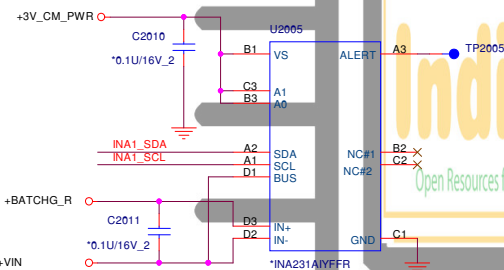 +3V_CM_PWR
C2010
*0.1U/16V_2
U2005
B1 VS ALERT A3 TP2005
C3 A1
B3 A0
INA1_SDA A2 SDA NC#1 B2
INA1_SCL A1 SCL NC#2 C2
D1 BUS
+BATCHG_R
C2011
*0.1U/16V_2
D3 IN+
D2 IN- GND C1
+VIN
*INA231AIYFFR
Indi
Open Resources f